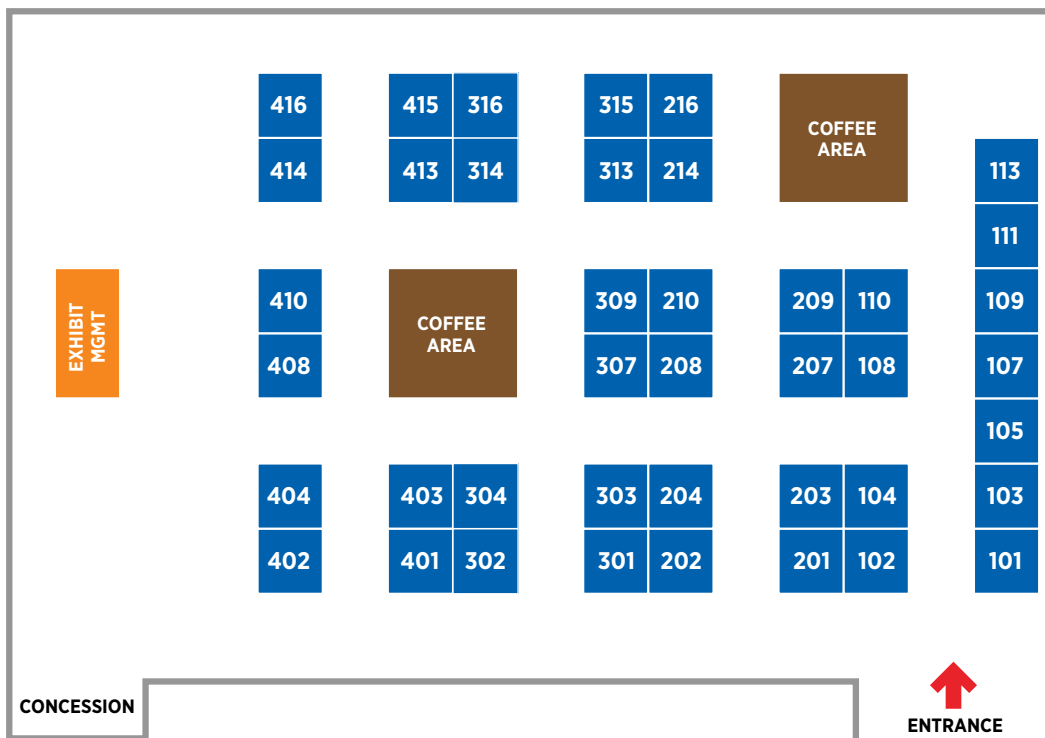 416 415 316 315 216 COFFEE
AREA
414 413 314 313 214 113
111
EXHIBIT
MGMT
410 COFFEE
AREA
309 210 209 110 109
408 307 208 207 108 107
105
404 403 304 303 204 203 104 103
402 401 302 301 202 201 102 101
CONCESSION
ENTRANCE